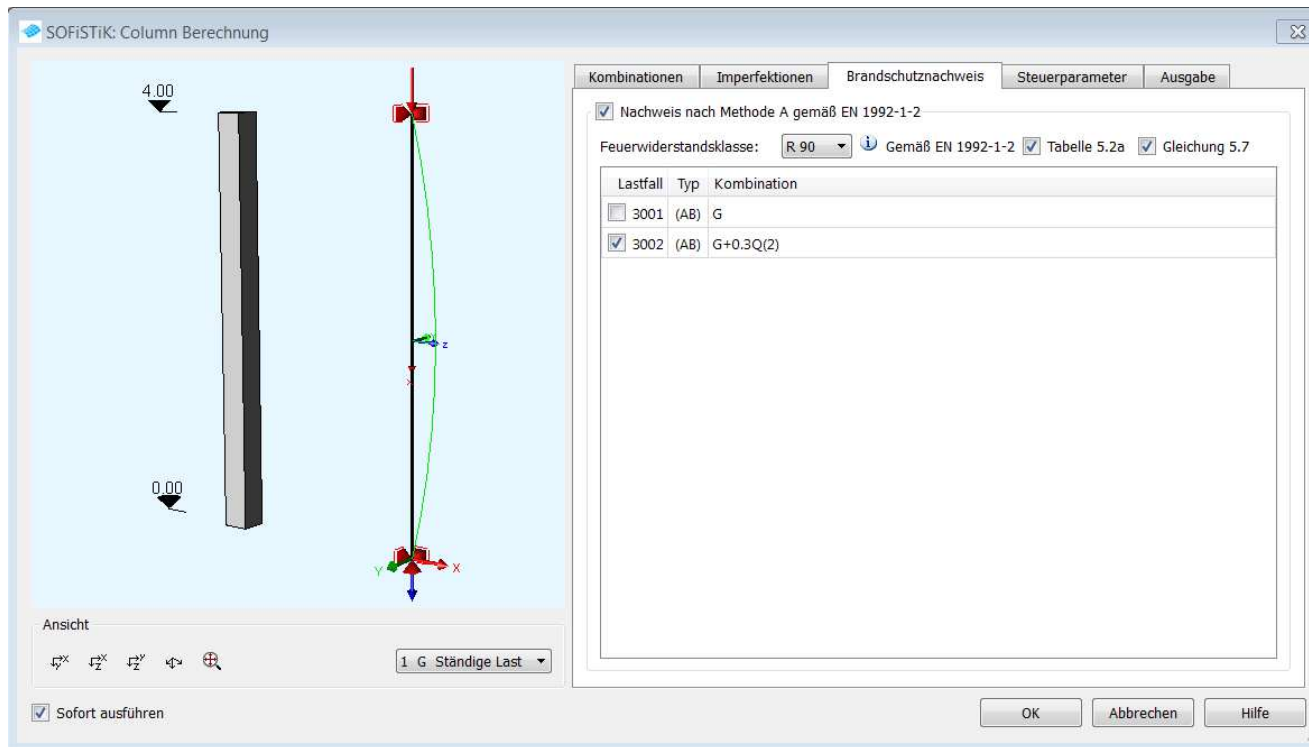 SOFiSTiK: Column Berechnung
4.00
0.00
z
x
Y
X
Ansicht
1 G Ständige Last
Sofort ausführen
Kombinationen
Imperfektionen
Brandschutznachweis
Steuerparameter
Ausgabe
Nachweis nach Methode A gemäß EN 1992-1-2
Feuerwiderstandsklasse: R 90 Gemäß EN 1992-1-2 Tabelle 5.2a Gleichung 5.7
Lastfall Typ Kombination
3001 (AB) G
3002 (AB) G+0.3Q(2)
OK
Abbrechen
Hilfe